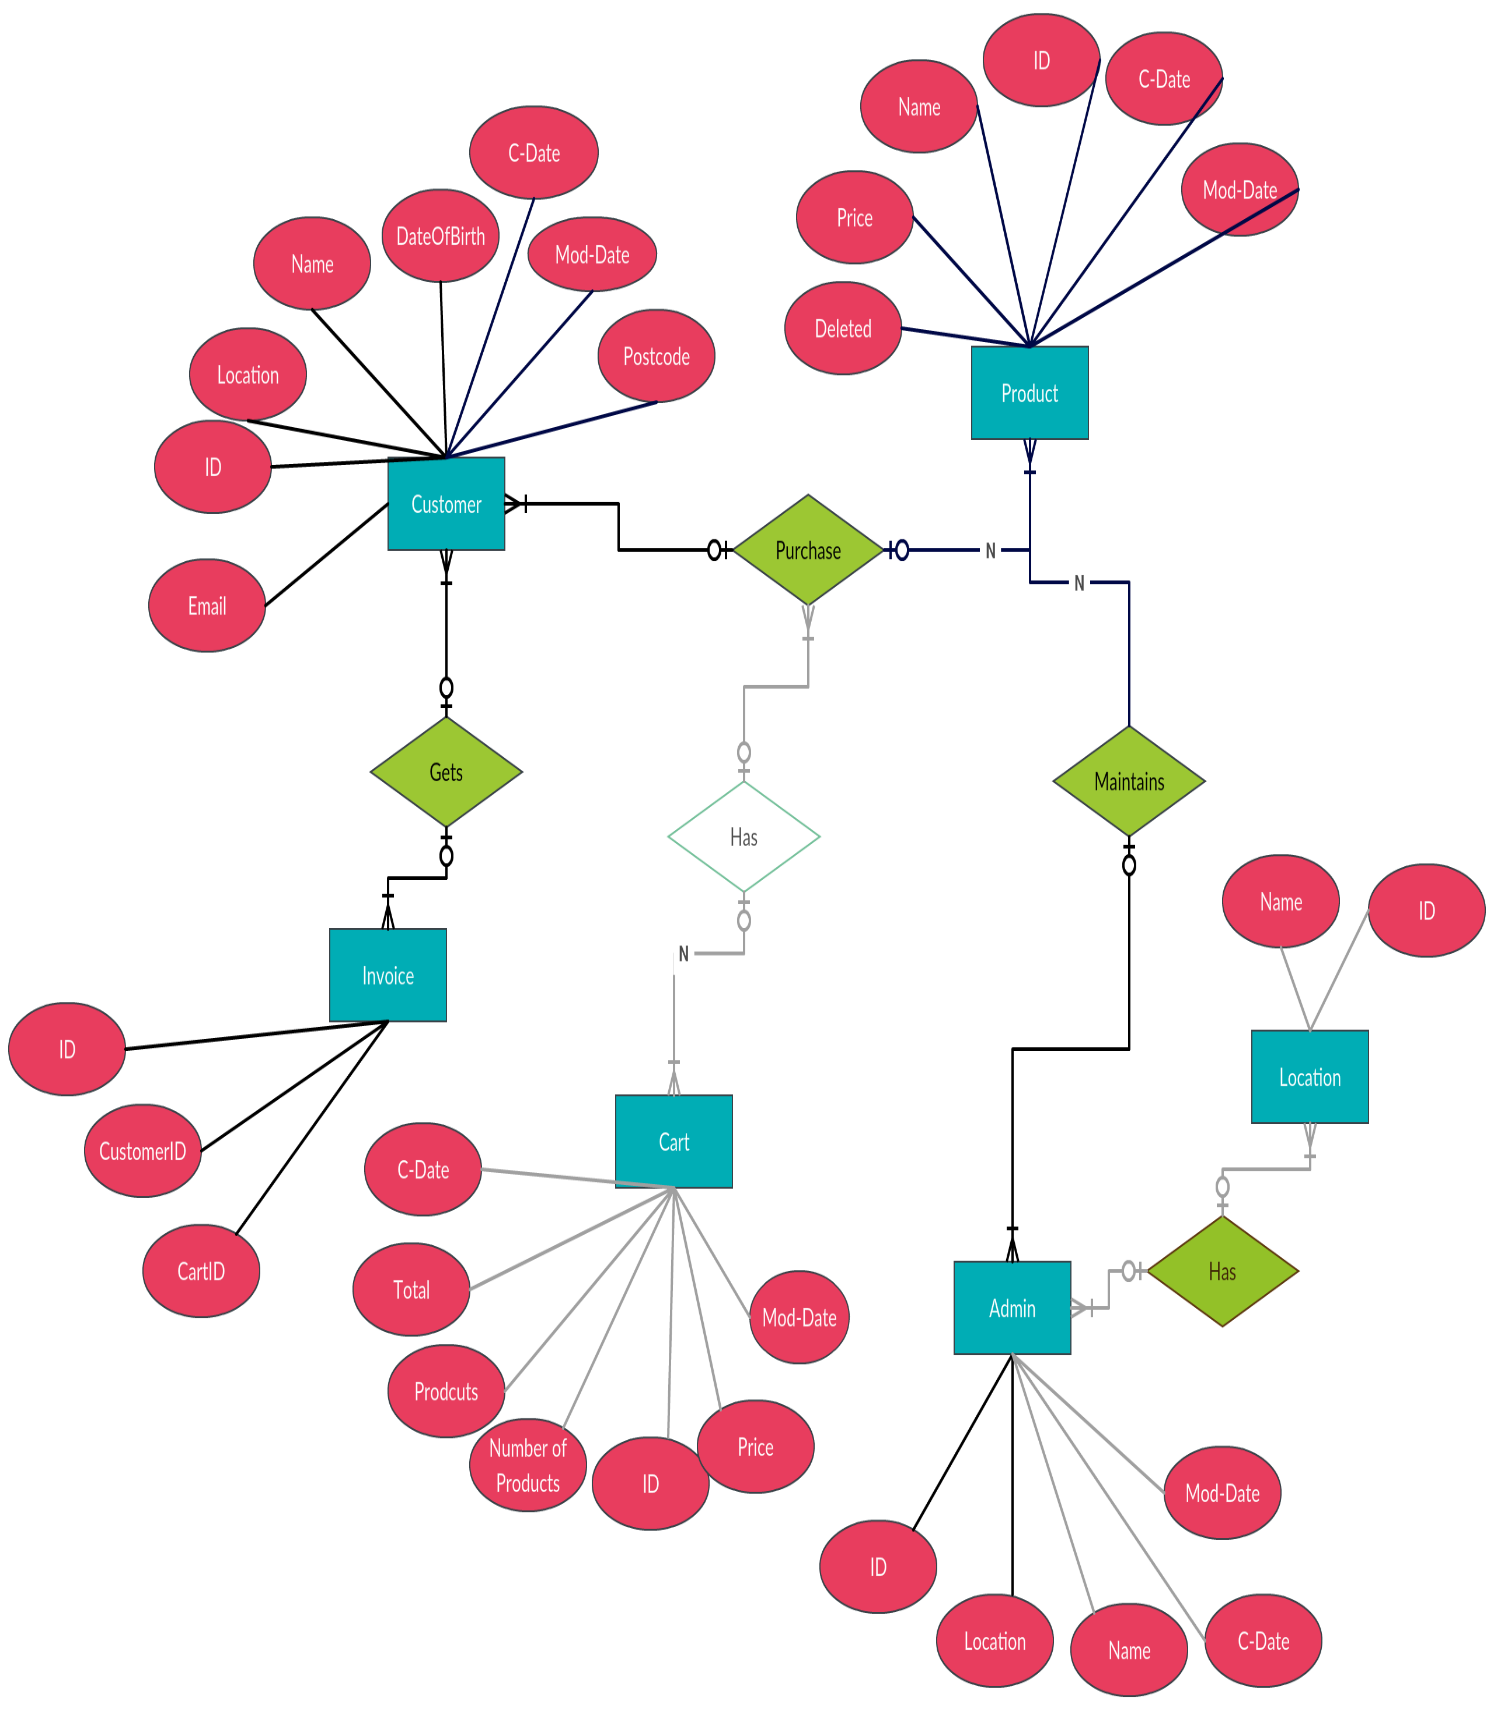 ID
C-Date
Name
C-Date
Mod-Date
Price
DateOfBirth
Mod-Date
Name
Deleted
Postcode
Location
Product
ID
Customer
Purchase
N
N
Email
Gets
Maintains
Has
Name
ID
N
Invoice
ID
Location
Cart
CustomerID
C-Date
CartID
Has
Total
Admin
Mod-Date
Prodcuts
Price
Number of
Products
ID
Mod-Date
ID
Location
Name
C-Date